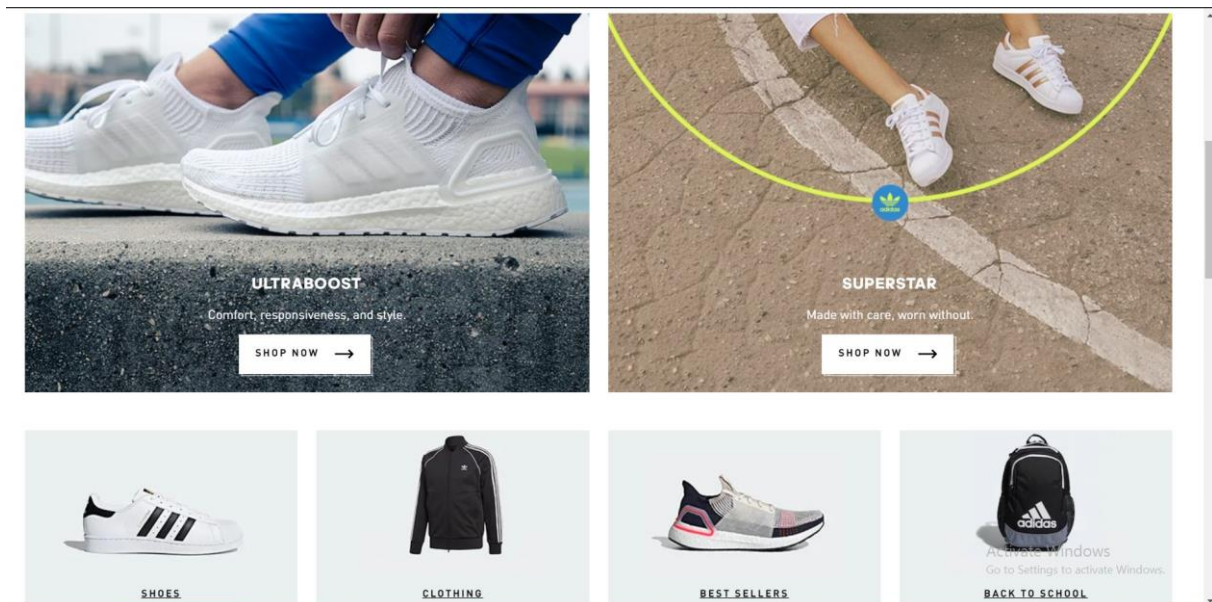 ULTRABOOST
Comfort, responsiveness, and style.
SHOP NOW
adidas
SUPERSTAR
Made with care, worn without.
SHOP NOW
SHOES
CLOTHING
BEST SELLERS
adidas
BACK TO SCHOOL
Activate Windows
Go to Settings to activate Windows.